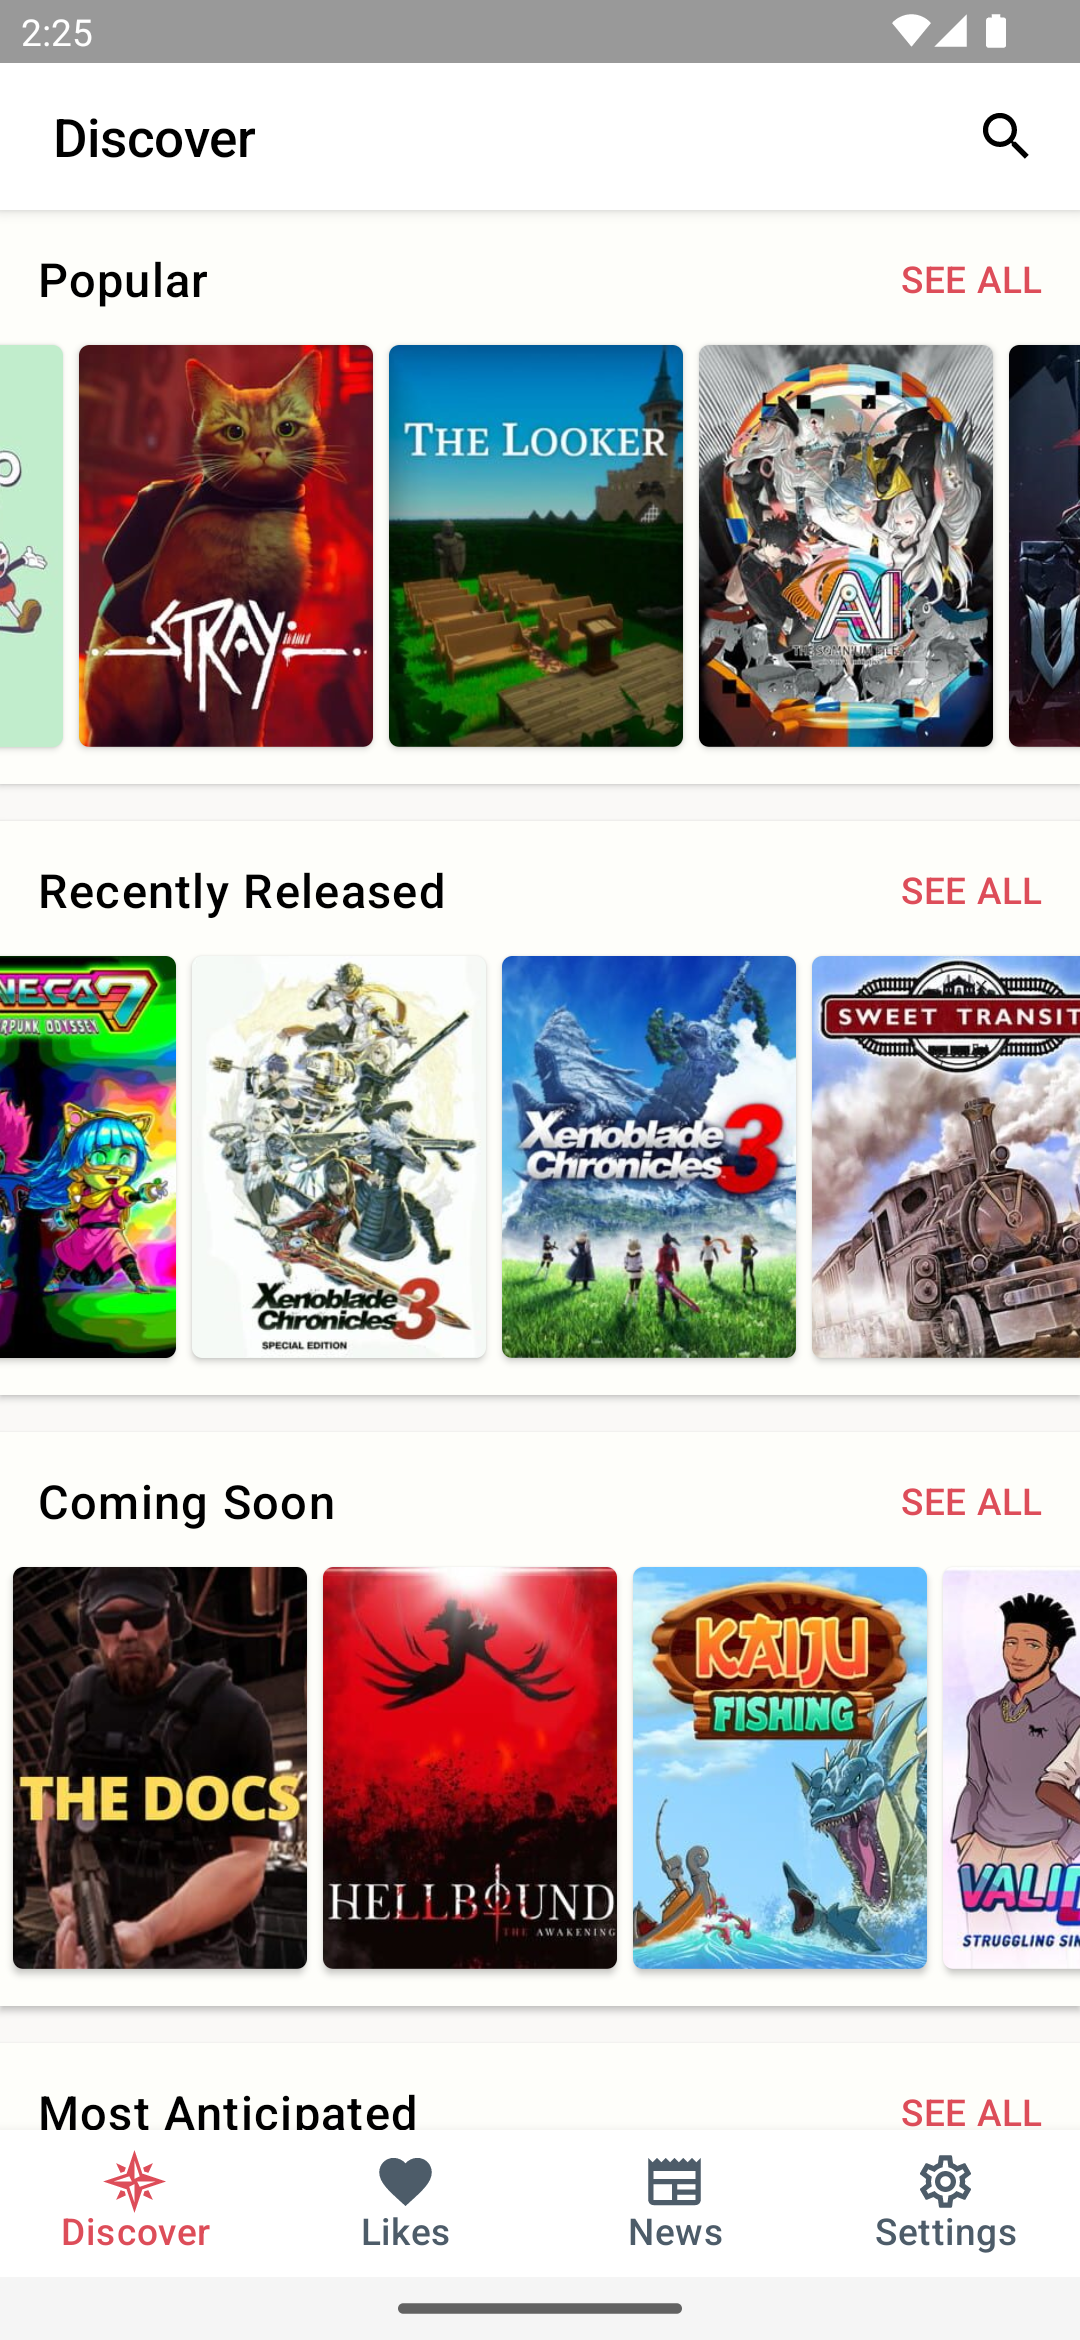 2:25
Discover
Popular
SEE ALL
STRAY
THE LOOKER
AI
THE SOMNIUM FILES
Recently Released
SEE ALL
NECA 7
RPUNK ODYSSEY
Xenoblade
Chronicles 3
SPECIAL EDITION
Xenoblade
Chronicles 3
SWEET TRANSIT
Coming Soon
SEE ALL
THE DOCS
HELLBOUND
THE AWAKENING
KAIJU
FISHING
VALI
STRUGGLING SIN
Most Anticipated
SEE ALL
Discover
Likes
News
Settings